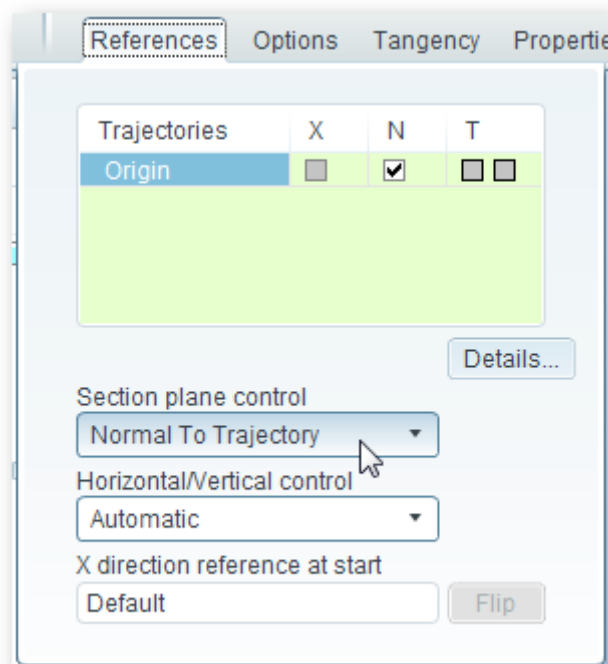 References Options Tangency Propertie
Trajectories X N T
Origin
Details...
Section plane control
Normal To Trajectory
Horizontal/Vertical control
Automatic
X direction reference at start
Default Flip